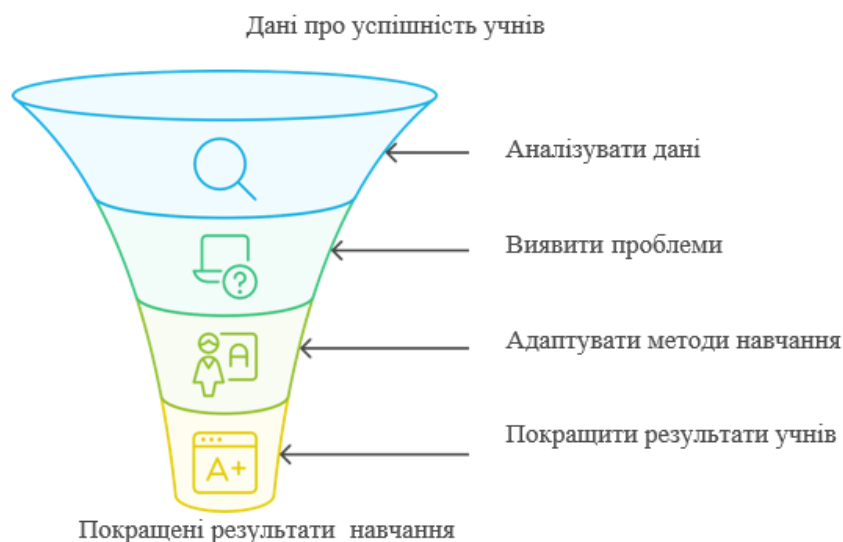 Дані про успішність учнів
Аналізувати дані
?
Виявити проблеми
A
Адаптувати методи навчання
Покращити результати учнів
A+
Покращені результати навчання